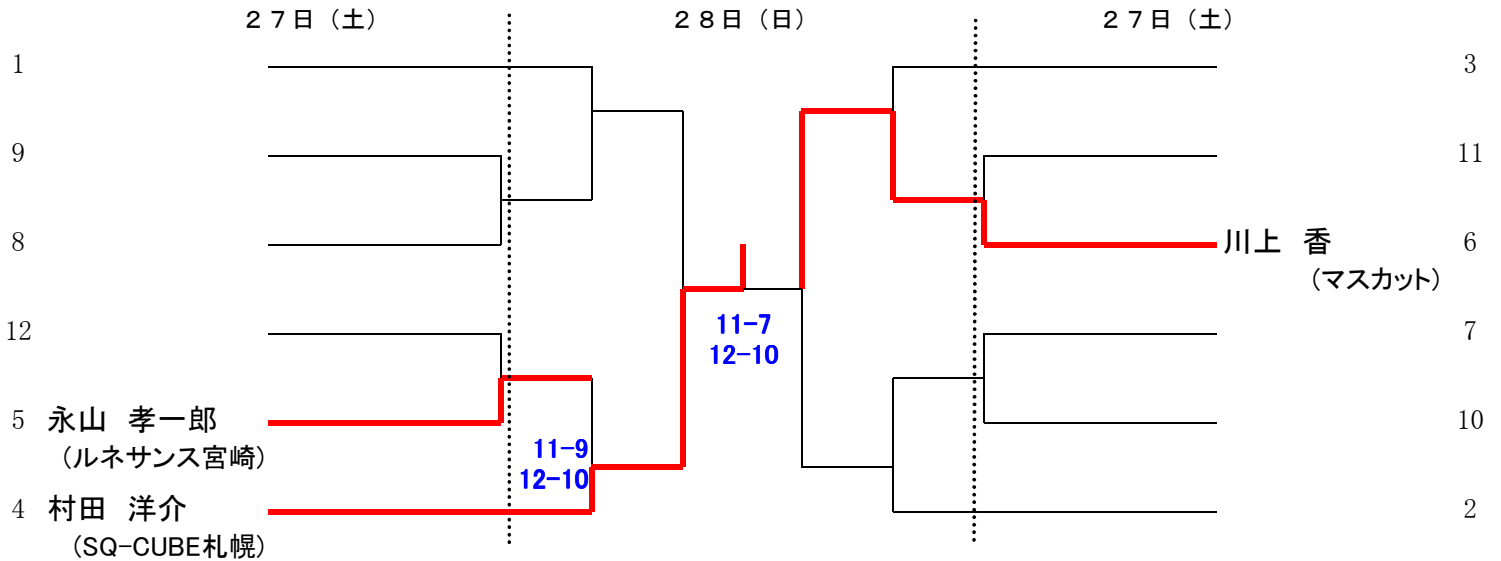 ２７日（土）
２８日（日）
２７日（土）
1
3
9
11
8
川上　香
6
（マスカット）
11-7
12
7
12-10
5
永山　孝一郎
10
（ルネサンス宮崎）
11-9
12-10
4
村田　洋介
2
（SQ-CUBE札幌）